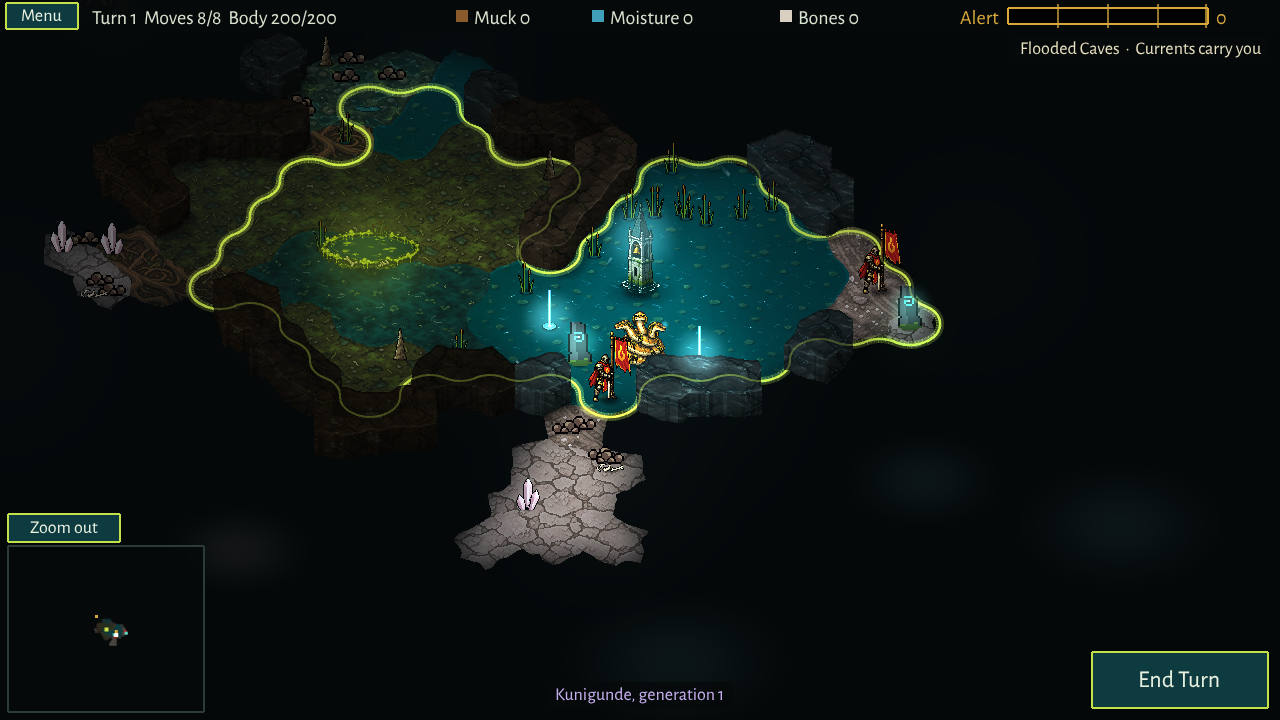 Menu
Turn 1 Moves 8/8 Body 200/200
Muck 0
Moisture 0
Bones 0
Alert 0
Flooded Caves · Currents carry you
Zoom out
Kunigunde, generation 1
End Turn